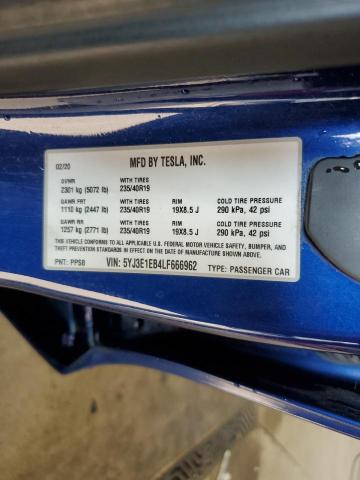 02/20 MFD BY TESLA, INC.
GVWR WITH TIRES
2301 kg (5072 lb) 235/40R19
GAWR FRT WITH TIRES RIM COLD TIRE PRESSURE
1110 kg (2447 lb) 235/40R19 19X8.5 J 290 kPa, 42 psi
GAWR RR WITH TIRES RIM COLD TIRE PRESSURE
1257 kg (2771 lb) 235/40R19 19X8.5 J 290 kPa, 42 psi
THIS VEHICLE CONFORMS TO ALL APPLICABLE U.S. FEDERAL MOTOR VEHICLE SAFETY, BUMPER, AND
THEFT PREVENTION STANDARDS IN EFFECT ON THE DATE OF MANUFACTURE SHOWN ABOVE.
PNT: PPSB VIN: 5YJ3E1EB4LF666962 TYPE: PASSENGER CAR